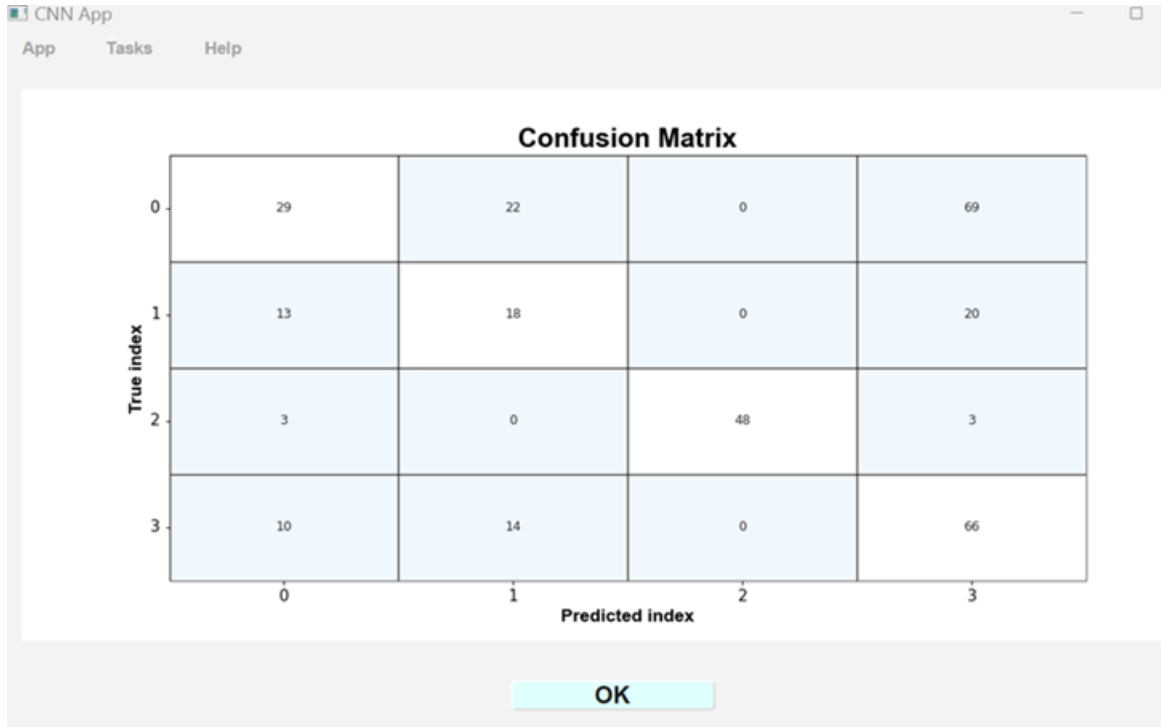 CNN App
App Tasks Help
Confusion Matrix
0 29 22 0 69
1 13 18 0 20
True index
2 3 0 48 3
3 10 14 0 66
0 1 2 3
Predicted index
OK